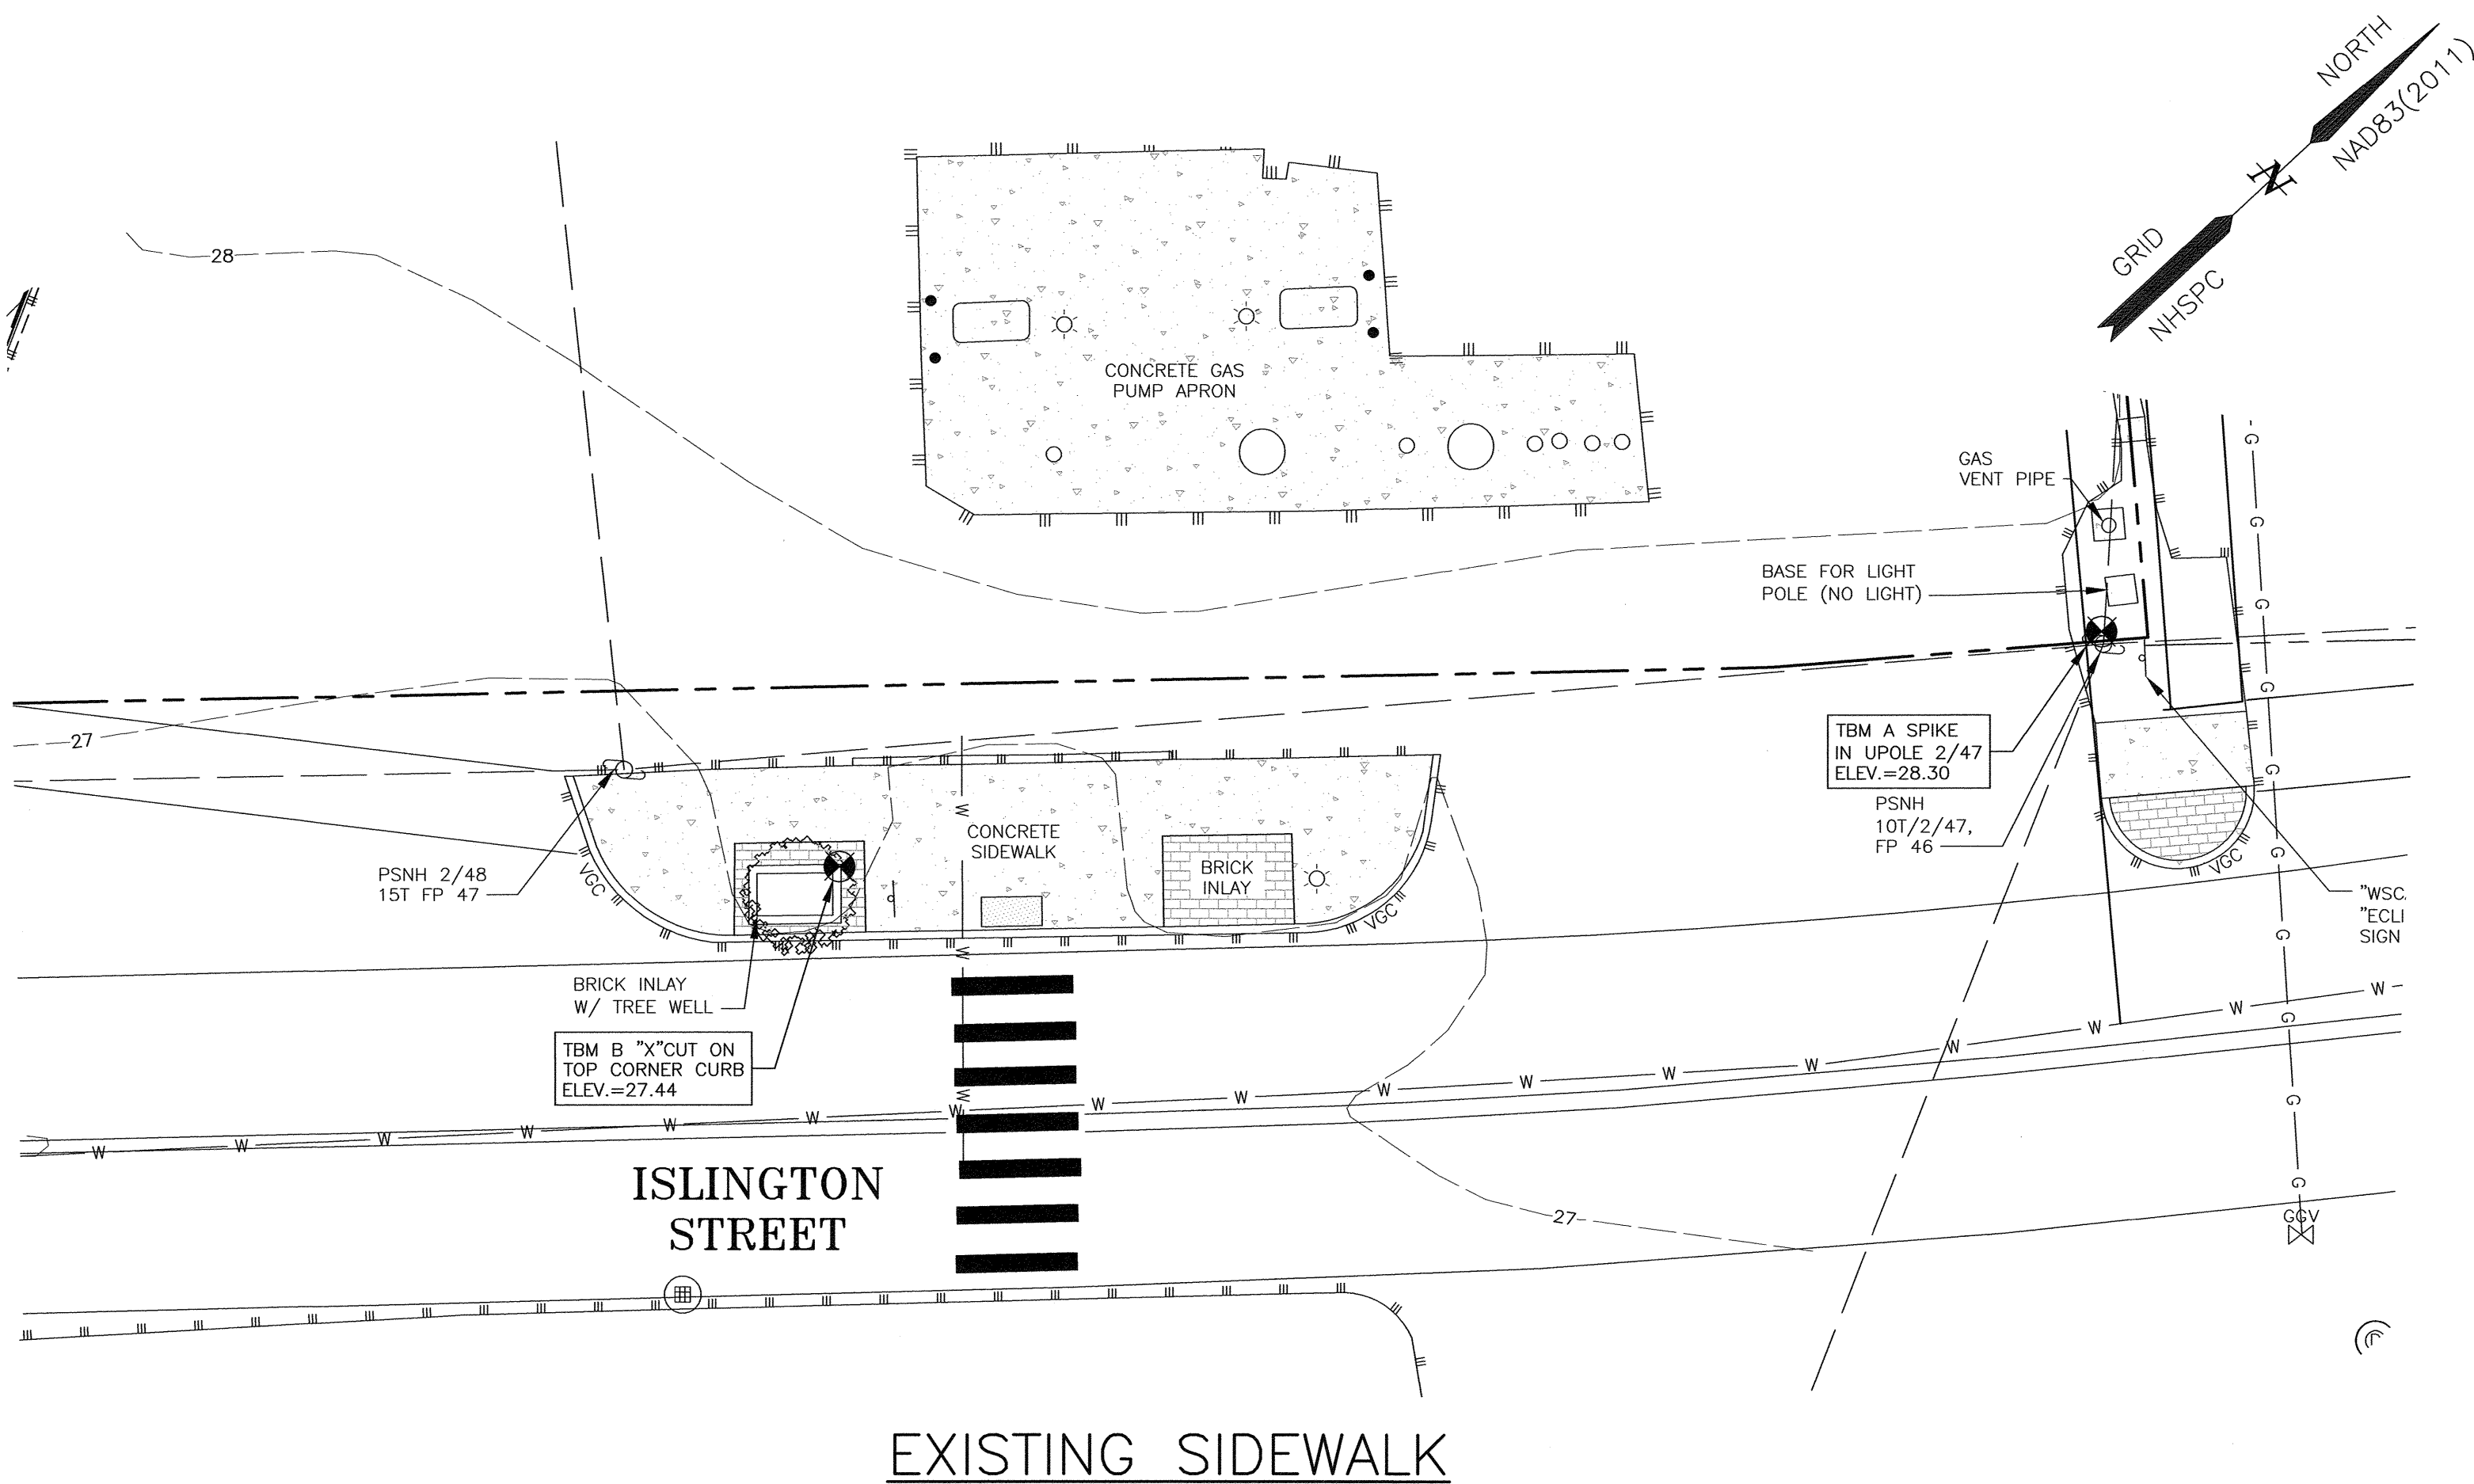 NORTH
NAD83(2011)
N
GRID
NHSPC
28
CONCRETE GAS
PUMP APRON
GAS
VENT PIPE
G
G
G
G
G
G
G
G
G
G
BASE FOR LIGHT
POLE (NO LIGHT)
27
TBM A SPIKE
IN UPOLE 2/47
ELEV.=28.30
PSNH
10T/2/47,
FP 46
W
CONCRETE
SIDEWALK
BRICK
INLAY
PSNH 2/48
15T FP 47
VGC
VGC
VGC
"WSC
"ECLI
SIGN
BRICK INLAY
W/ TREE WELL
W
TBM B "X"CUT ON
TOP CORNER CURB
ELEV.=27.44
W
W W W W W W W W W W W W W W W W W
ISLINGTON
STREET
27
GGV
EXISTING SIDEWALK